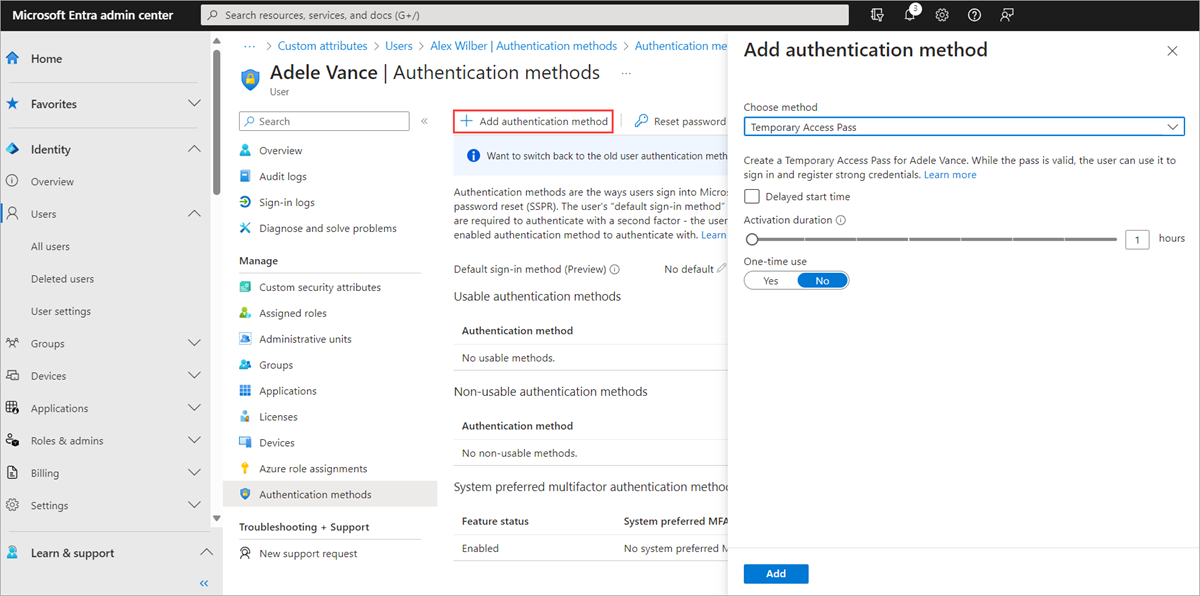 Microsoft Entra admin center
Search resources, services, and docs (G+/)
3
Home
Favorites
Identity
Overview
Users
All users
Deleted users
User settings
Groups
Devices
Applications
Roles & admins
Billing
Settings
Learn & support
«
··· > Custom attributes > Users > Alex Wilber | Authentication methods > Authentication me
Adele Vance | Authentication methods ···
User
Search «
Overview
Audit logs
Sign-in logs
Diagnose and solve problems
Manage
Custom security attributes
Assigned roles
Administrative units
Groups
Applications
Licenses
Devices
Azure role assignments
Authentication methods
Troubleshooting + Support
New support request
+ Add authentication method | Reset password
Want to switch back to the old user authentication meth
Authentication methods are the ways users sign into Micros
password reset (SSPR). The user's "default sign-in method"
are required to authenticate with a second factor - the user
enabled authentication method to authenticate with. Learn
Default sign-in method (Preview) No default
Usable authentication methods
Authentication method
No usable methods.
Non-usable authentication methods
Authentication method
No non-usable methods.
System preferred multifactor authentication method
Feature status System preferred MFA
Enabled No system preferred M
Add authentication method
Choose method
Temporary Access Pass
Create a Temporary Access Pass for Adele Vance. While the pass is valid, the user can use it to
sign in and register strong credentials. Learn more
Delayed start time
Activation duration
1 hours
One-time use
Yes No
Add